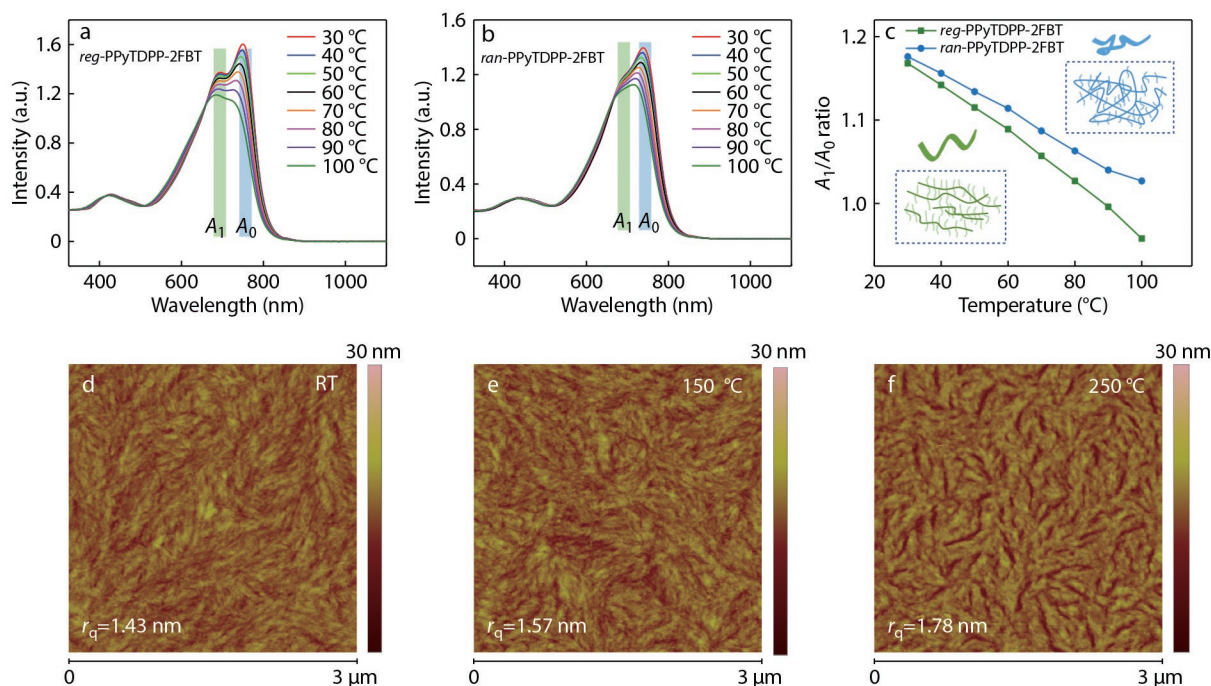 a
reg-PPyTDPP-2FBT
30 °C
40 °C
50 °C
60 °C
70 °C
80 °C
90 °C
100 °C
1.6
1.2
0.8
0.4
0
Intensity (a.u.)
A1
A0
400
600
800
1000
Wavelength (nm)
b
ran-PPyTDPP-2FBT
30 °C
40 °C
50 °C
60 °C
70 °C
80 °C
90 °C
100 °C
1.6
1.2
0.8
0.4
0
Intensity (a.u.)
A1
A0
400
600
800
1000
Wavelength (nm)
c
reg-PPyTDPP-2FBT
ran-PPyTDPP-2FBT
1.2
1.1
1.0
A1/A0 ratio
20
40
60
80
100
Temperature (°C)
30 nm
d
RT
rq=1.43 nm
0
3 μm
30 nm
e
150 °C
rq=1.57 nm
0
3 μm
30 nm
f
250 °C
rq=1.78 nm
0
3 μm